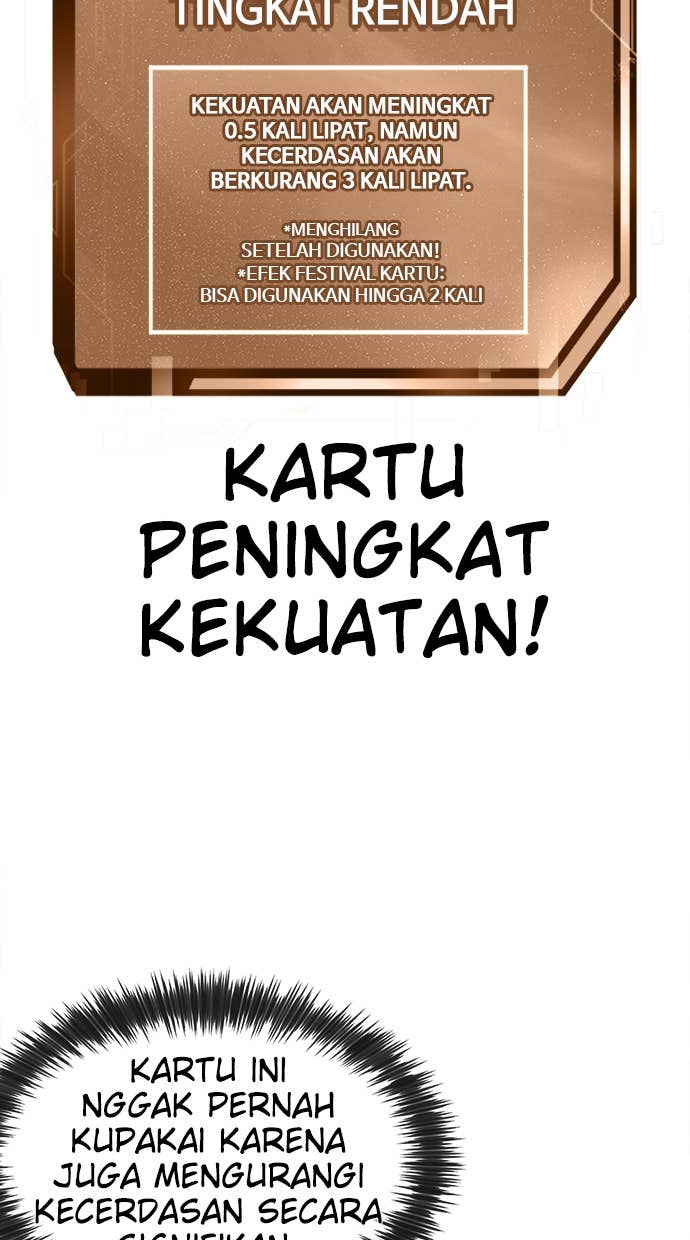 TINGKAT RENDAH
KEKUATAN AKAN MENINGKAT
0.5 KALI LIPAT, NAMUN
KECERDASAN AKAN
BERKURANG 3 KALI LIPAT.
*MENGHILANG
SETELAH DIGUNAKAN!
*EFEK FESTIVAL KARTU:
BISA DIGUNAKAN HINGGA 2 KALI
KARTU
PENINGKAT
KEKUATAN!
KARTU INI
NGGAK PERNAH
KUPAKAI KARENA
JUGA MENGURANGI
KECERDASAN SECARA
SIGNIFIKAN